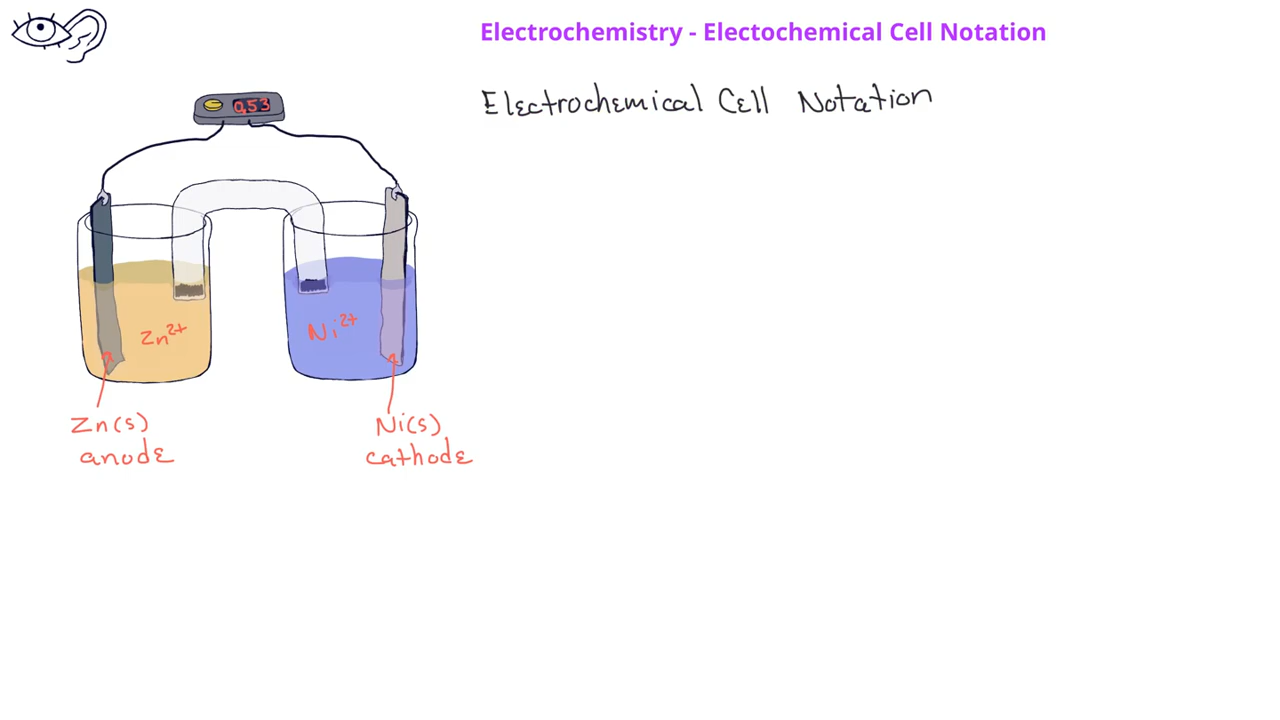 Electrochemistry - Electochemical Cell Notation
Electrochemical Cell Notation
0.53
Zn²⁺
Ni²⁺
Zn(s)
anode
Ni(s)
cathode